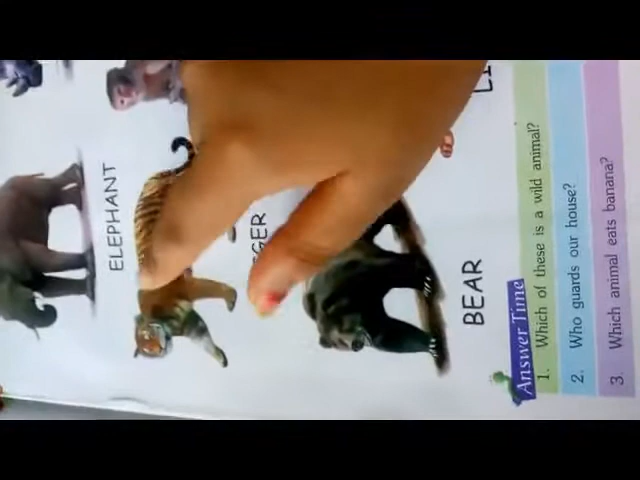 ELEPHANT
BEAR
Answer Time
1. Which of these is a wild animal?
2. Who guards our house?
3. Which animal eats banana?